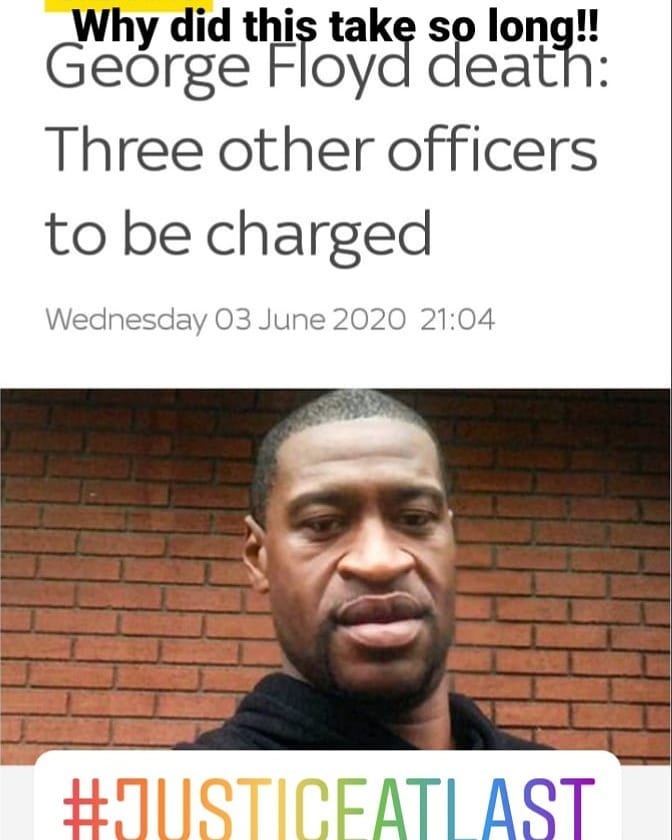 Why did this take so long!!
George Floyd death:
Three other officers
to be charged
Wednesday 03 June 2020 21:04
#JUSTICEATLAST